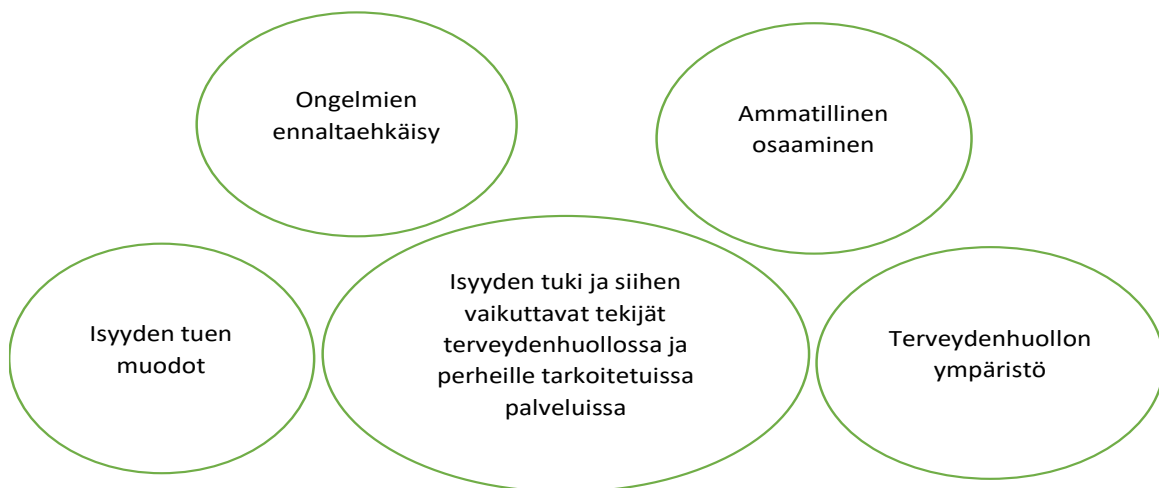 Ongelmien
ennaltaehkäisy
Ammatillinen
osaaminen
Isyyden tuen
muodot
Isyyden tuki ja siihen
vaikuttavat tekijät
terveydenhuollossa ja
perheille tarkoitetuissa
palveluissa
Terveydenhuollon
ympäristö